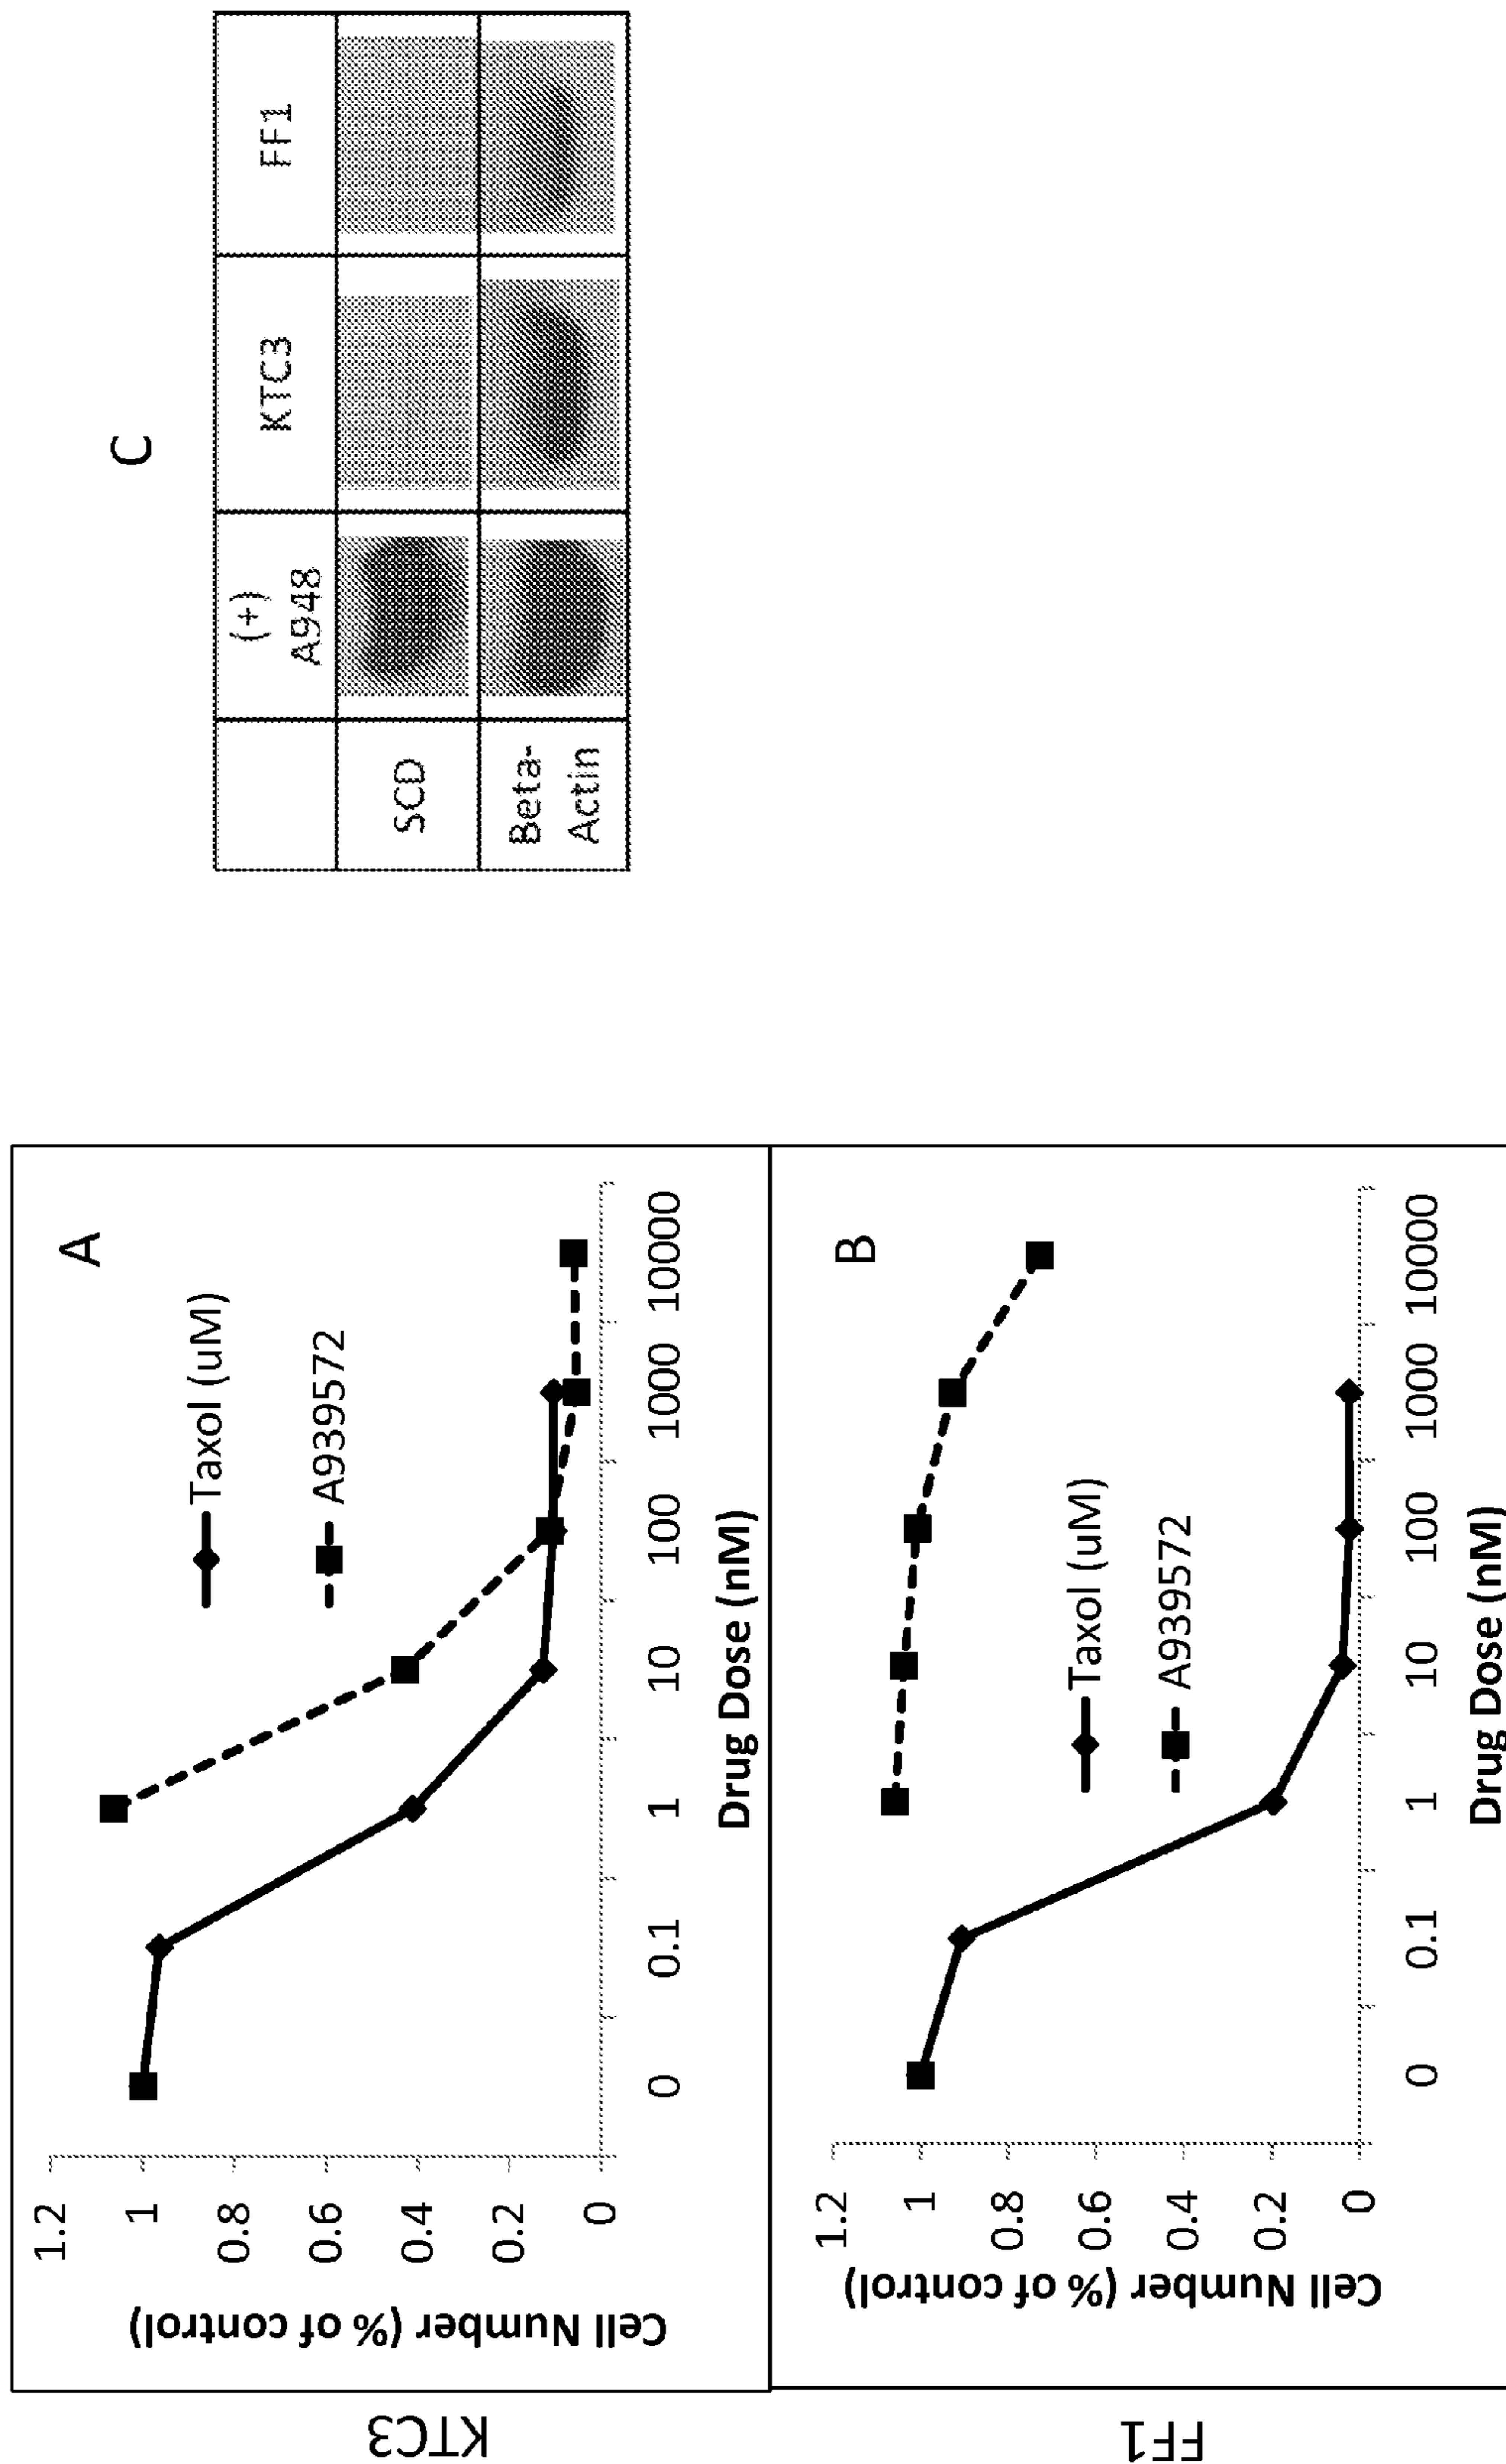 KTC3
A
Cell Number (% of control)
1.2
1
0.8
0.6
0.4
0.2
0
Taxol (uM)
A939572
0 0.1 1 10 100 1000 10000
Drug Dose (nM)
FF1
B
Cell Number (% of control)
1.2
1
0.8
0.6
0.4
0.2
0
Taxol (uM)
A939572
0 0.1 1 10 100 1000 10000
Drug Dose (nM)
C
(+)
A948
KTC3
FF1
SCD
Beta-
Actin